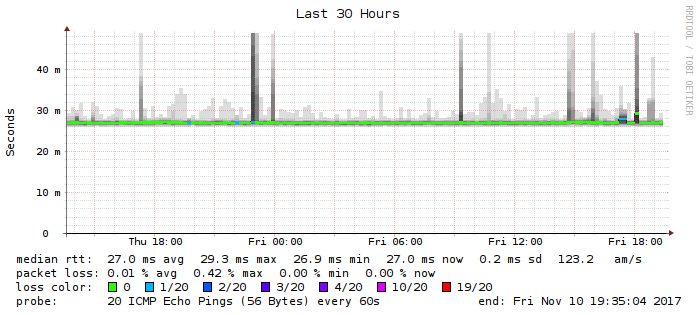 Last 30 Hours
RRDTOOL / TOBI OETIKER
Seconds
40 m
30 m
20 m
10 m
0
Thu 18:00 Fri 00:00 Fri 06:00 Fri 12:00 Fri 18:00
median rtt: 27.0 ms avg 29.3 ms max 26.9 ms min 27.0 ms now 0.2 ms sd 123.2 am/s
packet loss: 0.01 % avg 0.42 % max 0.00 % min 0.00 % now
loss color: 0 1/20 2/20 3/20 4/20 10/20 19/20
probe: 20 ICMP Echo Pings (56 Bytes) every 60s end: Fri Nov 10 19:35:04 2017